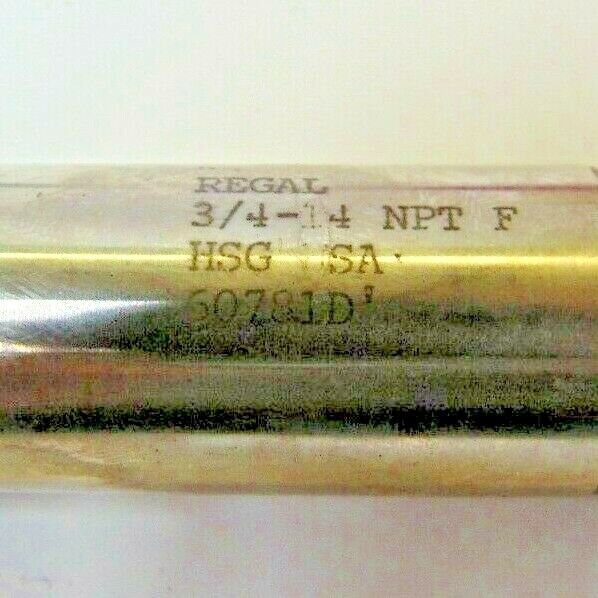 REGAL
3/4-14 NPT F
HSG USA
60781D